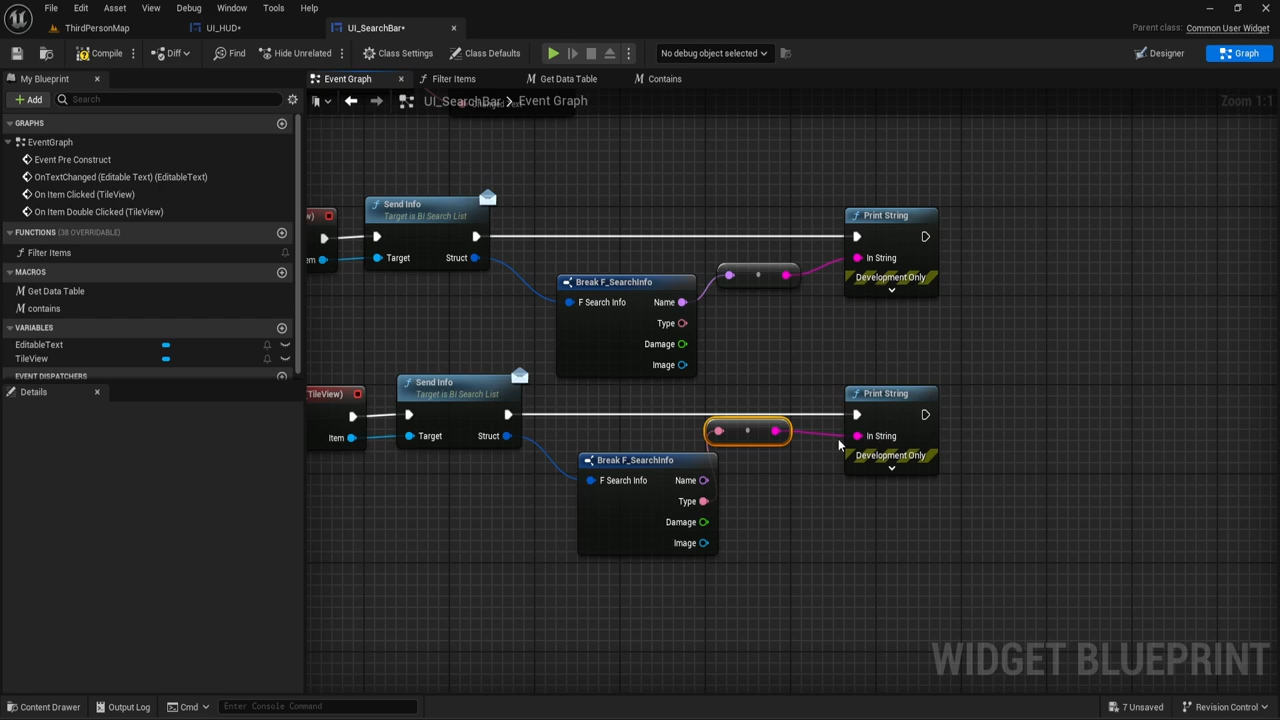 File Edit Asset View Debug Window Tools Help
ThirdPersonMap UI_HUD• UI_SearchBar•
Parent class: Common User Widget
Compile Diff Find Hide Unrelated Class Settings Class Defaults No debug object selected Designer Graph
My Blueprint Event Graph Filter Items Get Data Table Contains
Add Search UI_SearchBar > Event Graph Zoom 1:1
GRAPHS
EventGraph
Event Pre Construct
OnTextChanged (Editable Text) (EditableText)
On Item Clicked (TileView)
On Item Double Clicked (TileView)
FUNCTIONS (38 OVERRIDABLE)
Filter Items
MACROS
Get Data Table
contains
VARIABLES
EditableText
TileView
EVENT DISPATCHERS
Details
Send Info
Target is BI Search List
Target Struct
Break F_SearchInfo
F Search Info Name
Type
Damage
Image
Print String
In String
Development Only
TileView)
Item
Send Info
Target is BI Search List
Target Struct
Break F_SearchInfo
F Search Info Name
Type
Damage
Image
Print String
In String
Development Only
WIDGET BLUEPRINT
Content Drawer Output Log Cmd Enter Console Command 7 Unsaved Revision Control